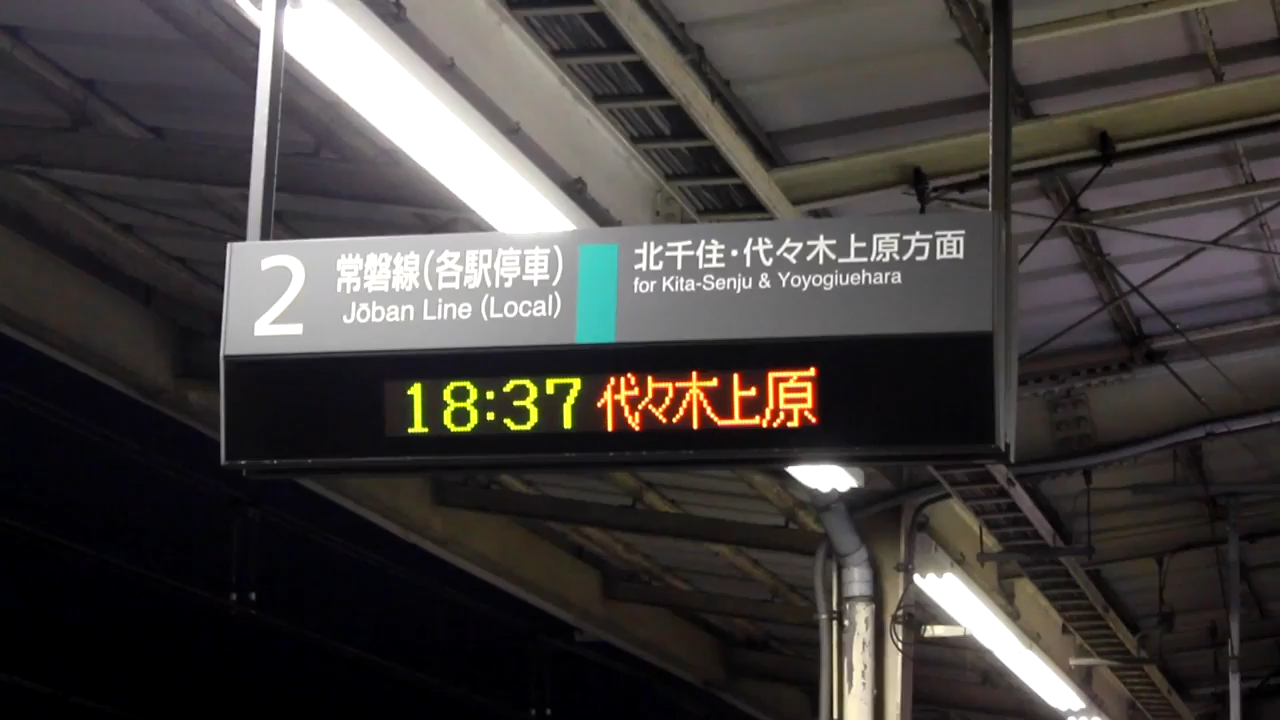 2
常磐線(各駅停車)
Jōban Line (Local)
北千住・代々木上原方面
for Kita-Senju & Yoyogiuehara
18:37 代々木上原